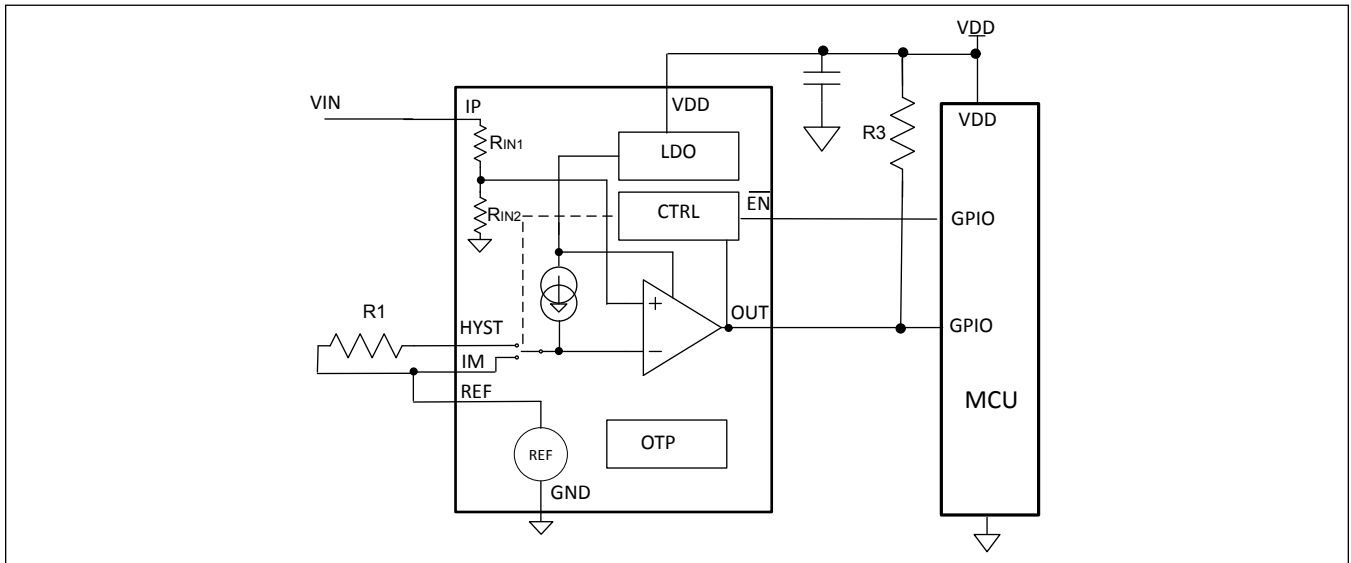 VDD
VIN
IP
VDD
VDD
RIN1
LDO
R3
RIN2
CTRL
EN
GPIO
+
OUT
GPIO
R1
HYST
−
IM
REF
MCU
OTP
REF
GND